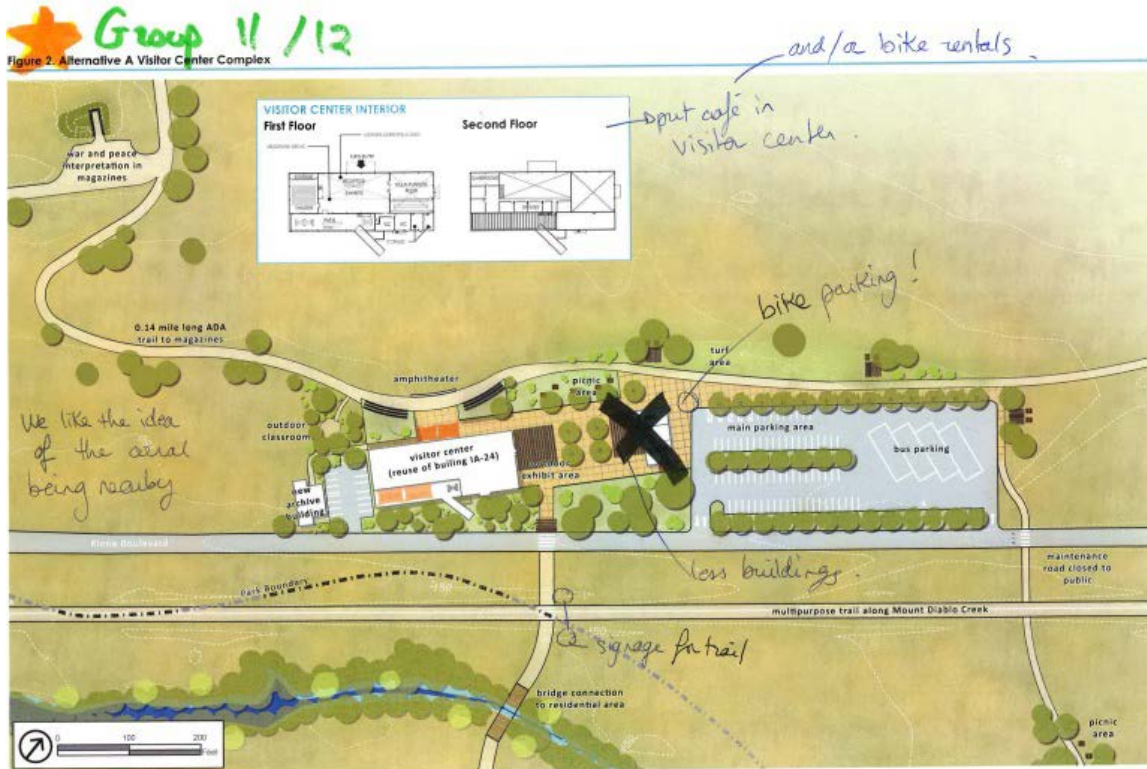 Group 11/12
Figure 2. Alternative A Visitor Center Complex
and/or bike rentals.
put café in
visitor center.
VISITOR CENTER INTERIOR
First Floor
Second Floor
war and peace
interpretation in
magazines
bike parking!
0.14 mile long ADA
trail to magazines
turf
area
amphitheater
picnic
area
We like the idea
of the
being nearby
outdoor
classroom
main parking area
bus parking
visitor center
(reuse of builing IA-24)
exhibit area
new
archive
building
Kinne Boulevard
less buildings.
maintenance
road closed to
public
Park Boundary
multipurpose trail along Mount Diablo Creek
signage for trail
bridge connection
to residential area
picnic
area
0 100 200
Feet